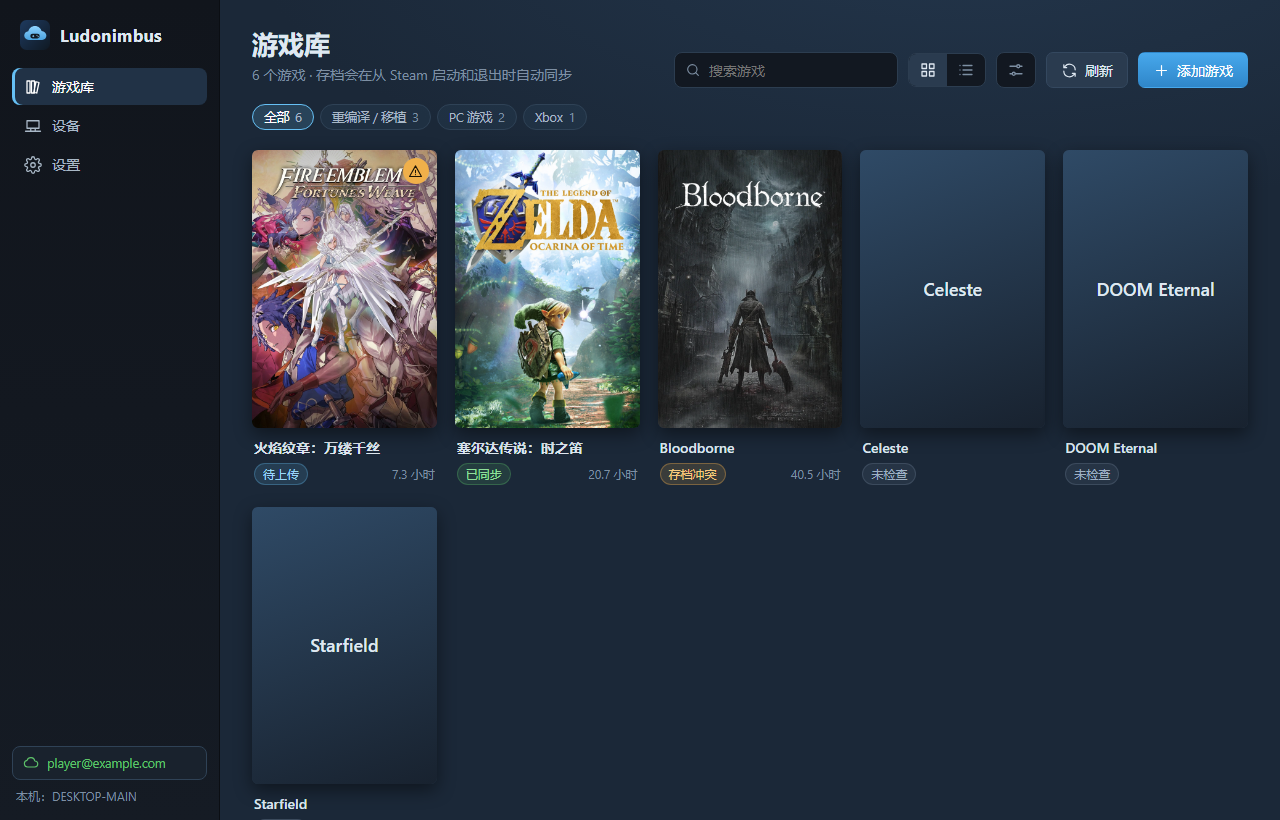 Ludonimbus
游戏库
设备
设置
player@example.com
本机：DESKTOP-MAIN
游戏库
6 个游戏 · 存档会在从 Steam 启动和退出时自动同步
搜索游戏
刷新
添加游戏
全部 6
重编译 / 移植 3
PC 游戏 2
Xbox 1
FIRE EMBLEM
FORTUNE'S WEAVE
THE LEGEND OF
ZELDA
OCARINA OF TIME
Bloodborne
Celeste
DOOM Eternal
火焰纹章：万缕千丝
待上传
7.3 小时
塞尔达传说：时之笛
已同步
20.7 小时
Bloodborne
存档冲突
40.5 小时
Celeste
未检查
DOOM Eternal
未检查
Starfield
Starfield